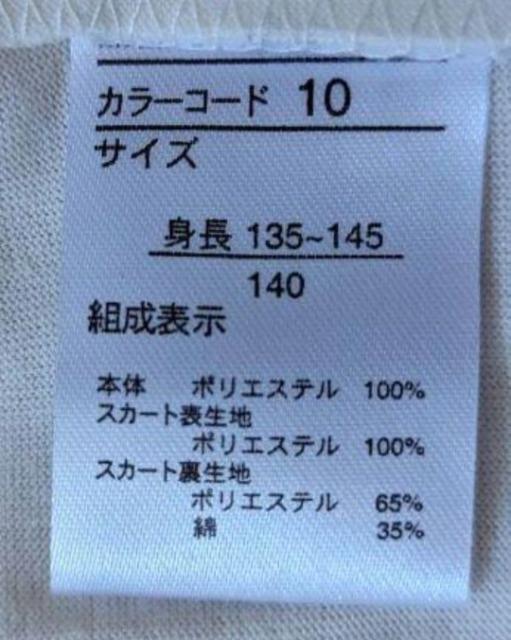 カラーコード 10
サイズ
身長 135~145
140
組成表示
本体 ポリエステル 100%
スカート表生地
ポリエステル 100%
スカート裏生地
ポリエステル 65%
綿 35%